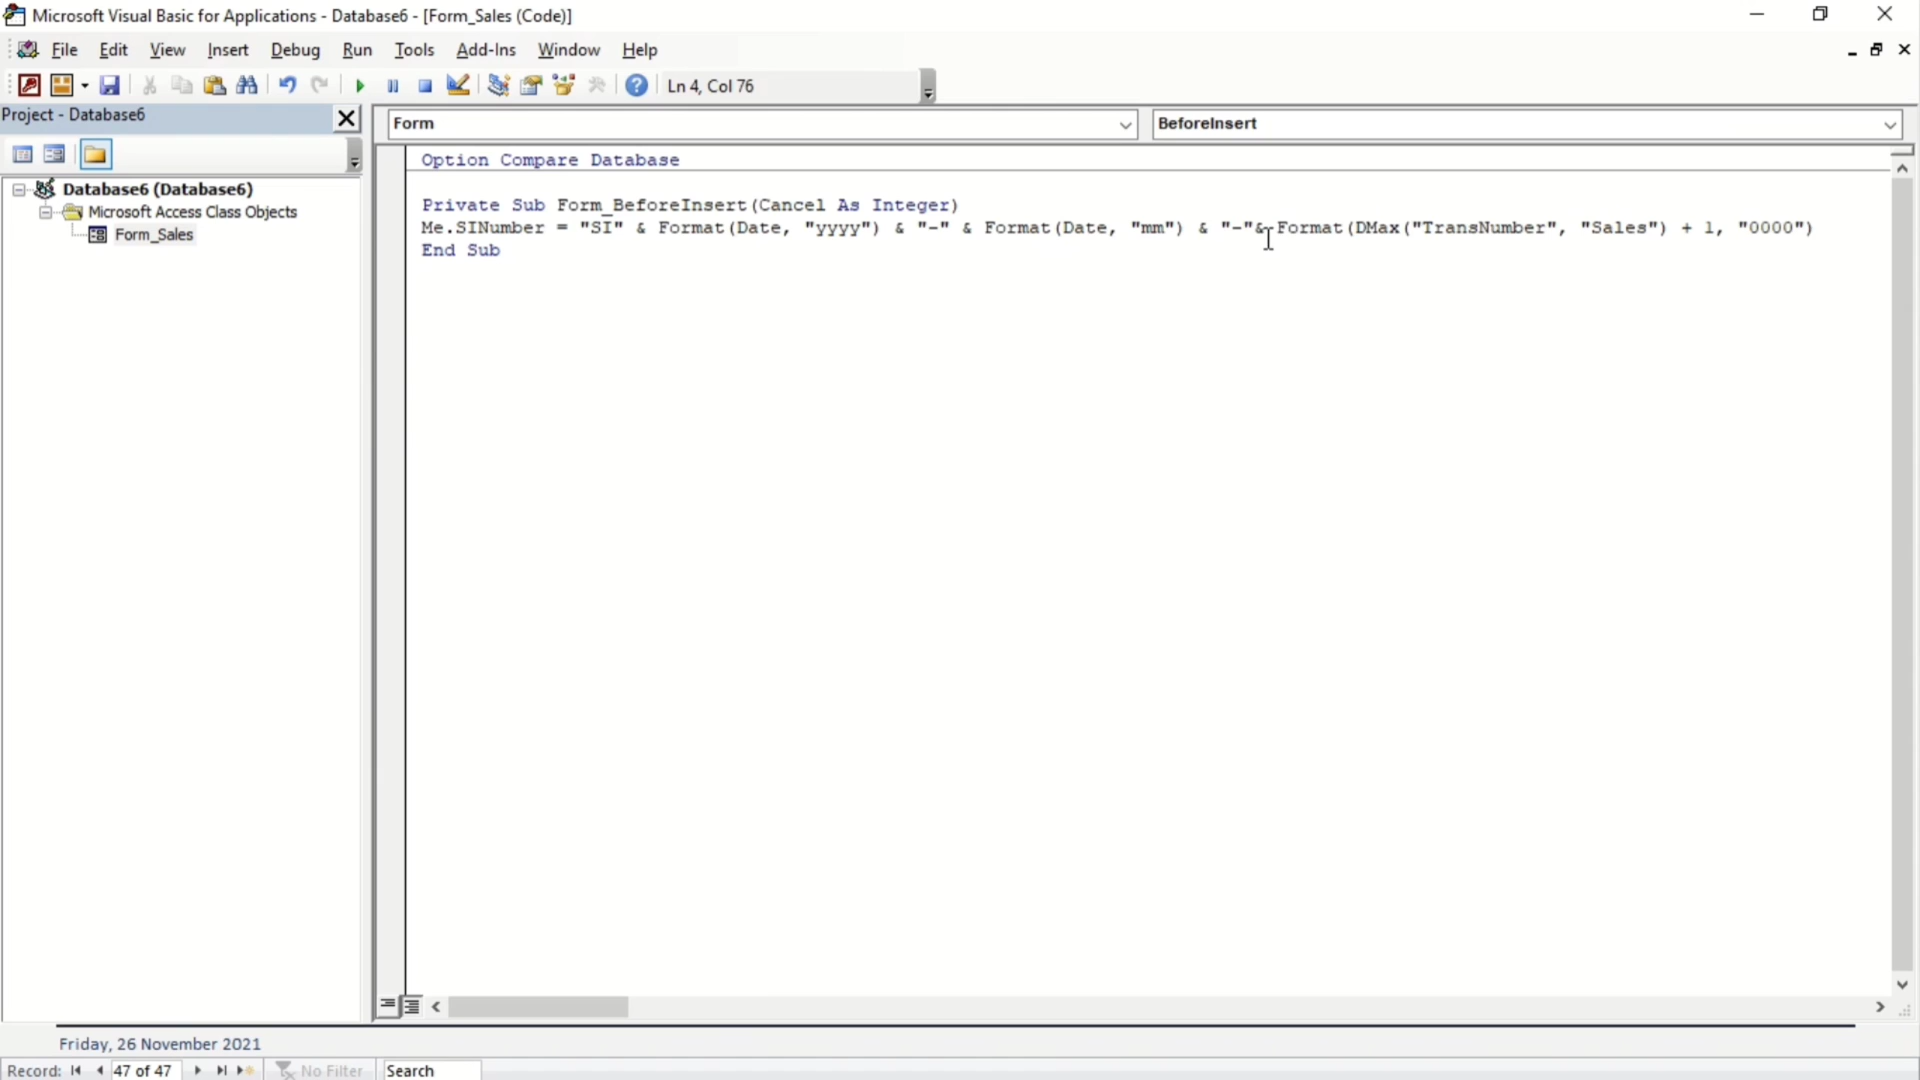 Microsoft Visual Basic for Applications - Database6 - [Form_Sales (Code)]
File Edit View Insert Debug Run Tools Add-Ins Window Help
Ln 4, Col 76
Project - Database6
Form BeforeInsert
Database6 (Database6)
Microsoft Access Class Objects
Form_Sales
Option Compare Database
Private Sub Form_BeforeInsert(Cancel As Integer)
Me.SINumber = "SI" & Format(Date, "yyyy") & "-" & Format(Date, "mm") & "-"& Format(DMax("TransNumber", "Sales") + 1, "0000")
End Sub
Friday, 26 November 2021
Record: 47 of 47 No Filter Search